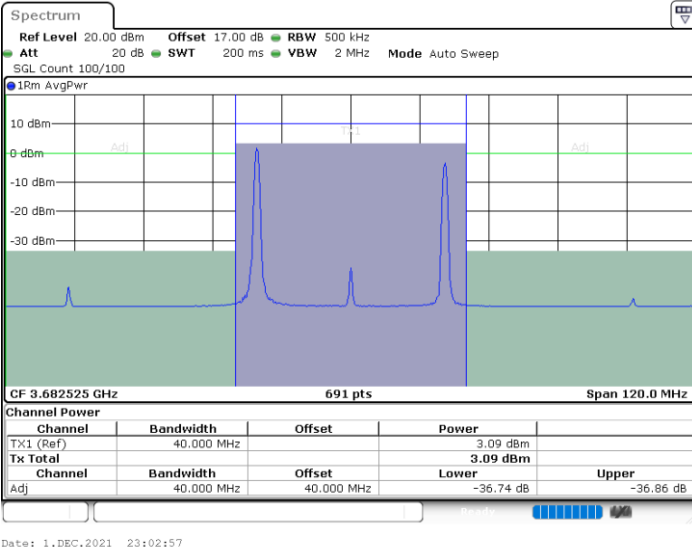 Spectrum
Ref Level 20.00 dBm Offset 17.00 dB RBW 500 kHz
Att 20 dB SWT 200 ms VBW 2 MHz Mode Auto Sweep
SGL Count 100/100
1Rm AvgPwr
10 dBm
TX1
Adj Adj
0 dBm
-10 dBm
-20 dBm
-30 dBm
CF 3.682525 GHz 691 pts Span 120.0 MHz
Channel Power
Channel Bandwidth Offset Power
TX1 (Ref) 40.000 MHz 3.09 dBm
Tx Total 3.09 dBm
Channel Bandwidth Offset Lower Upper
Adj 40.000 MHz 40.000 MHz -36.74 dB -36.86 dB
Ready
Date: 1.DEC.2021 23:02:57